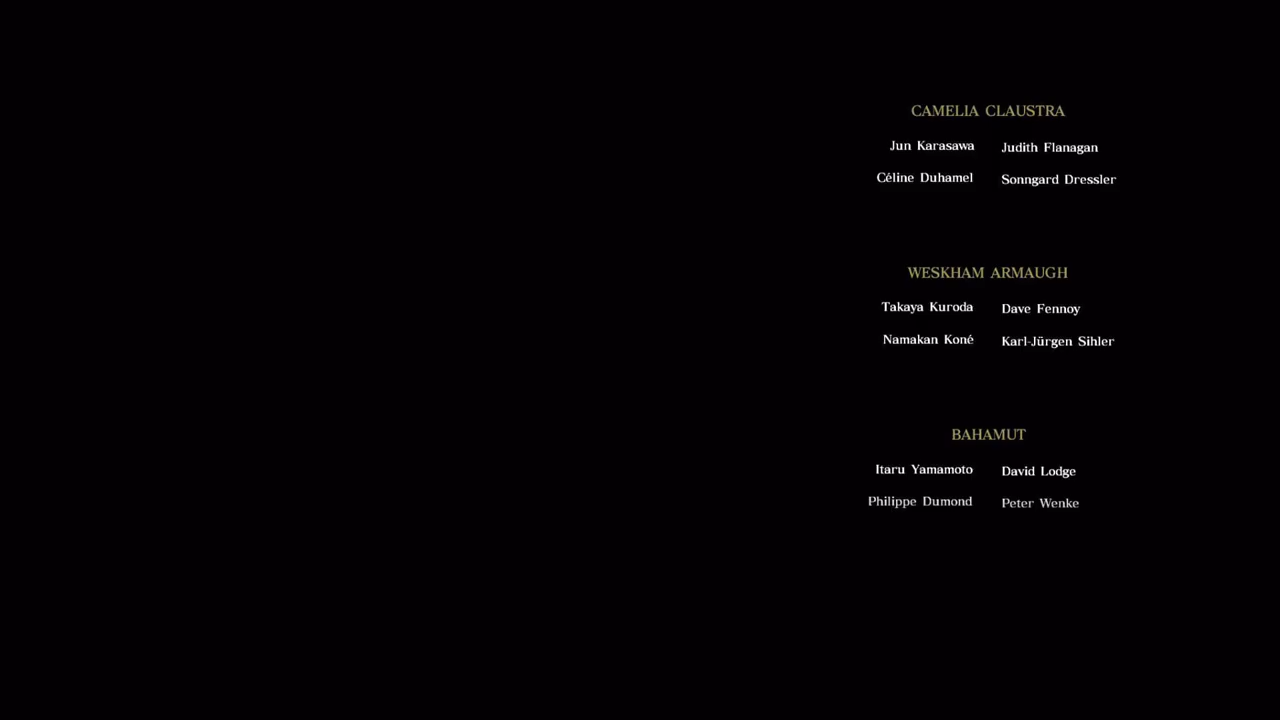 CAMELIA CLAUSTRA
Jun Karasawa Judith Flanagan
Céline Duhamel Sonngard Dressler
WESKHAM ARMAUGH
Takaya Kuroda Dave Fennoy
Namakan Koné Karl-Jürgen Sihler
BAHAMUT
Itaru Yamamoto David Lodge
Philippe Dumond Peter Wenke